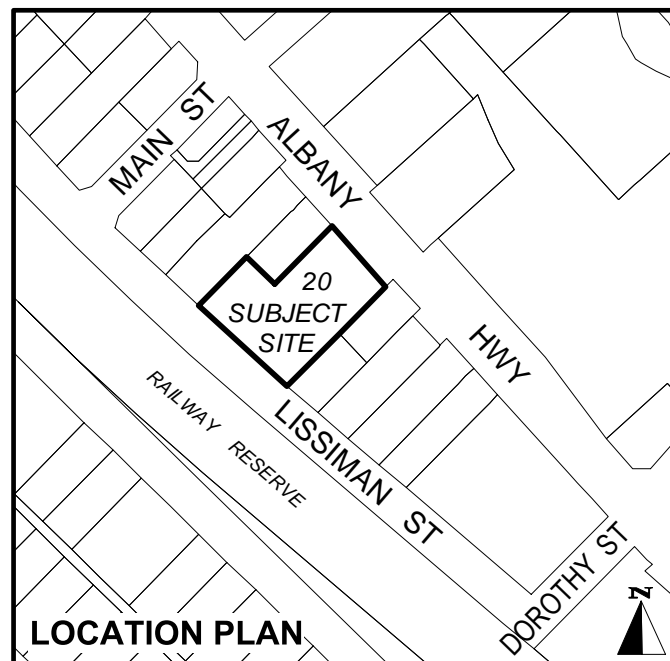 MAIN ST
ALBANY
HWY
20
SUBJECT
SITE
RAILWAY RESERVE
LISSIMAN ST
DOROTHY ST
N
LOCATION PLAN